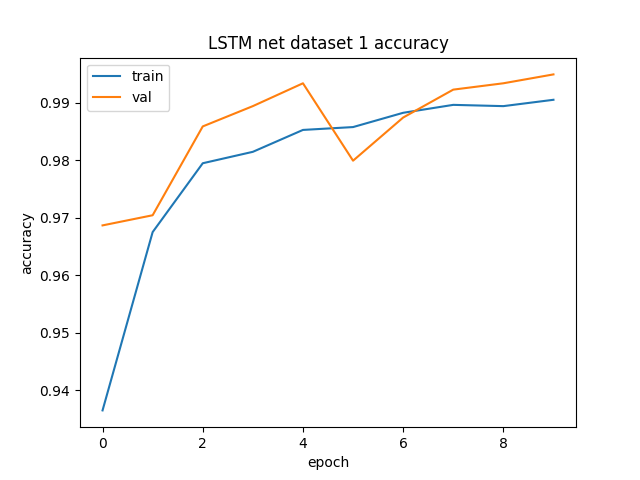 LSTM net dataset 1 accuracy
train
val
0.99
0.98
0.97
0.96
0.95
0.94
accuracy
0 2 4 6 8
epoch